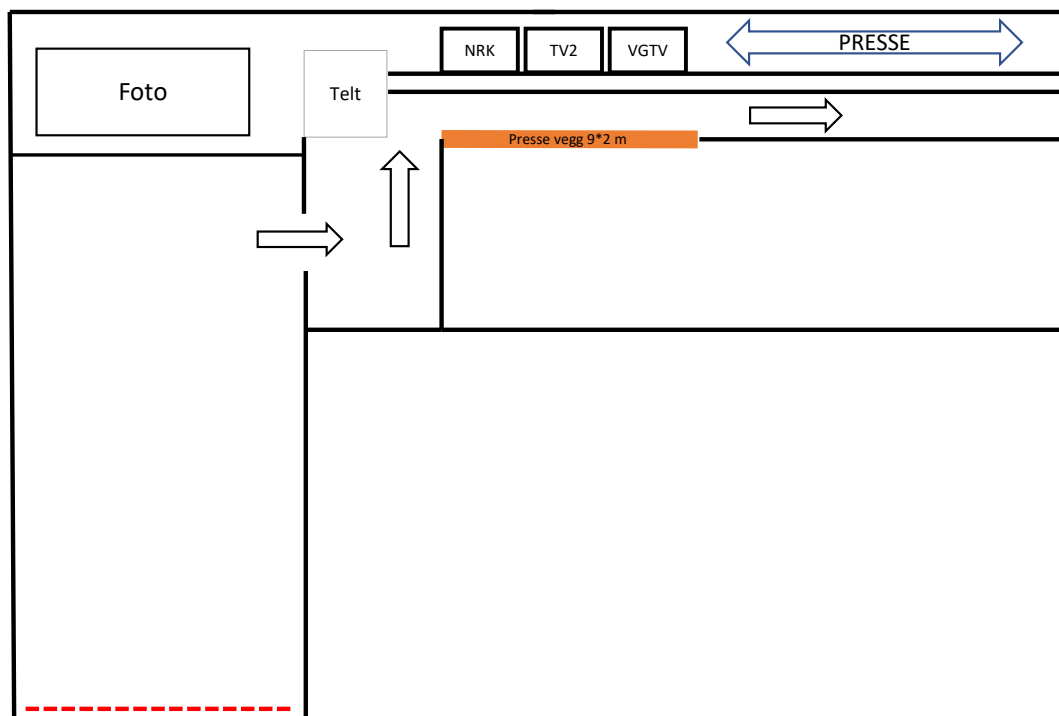 NRK
TV2
VGTV
PRESSE
Foto
Telt
Presse vegg 9*2 m